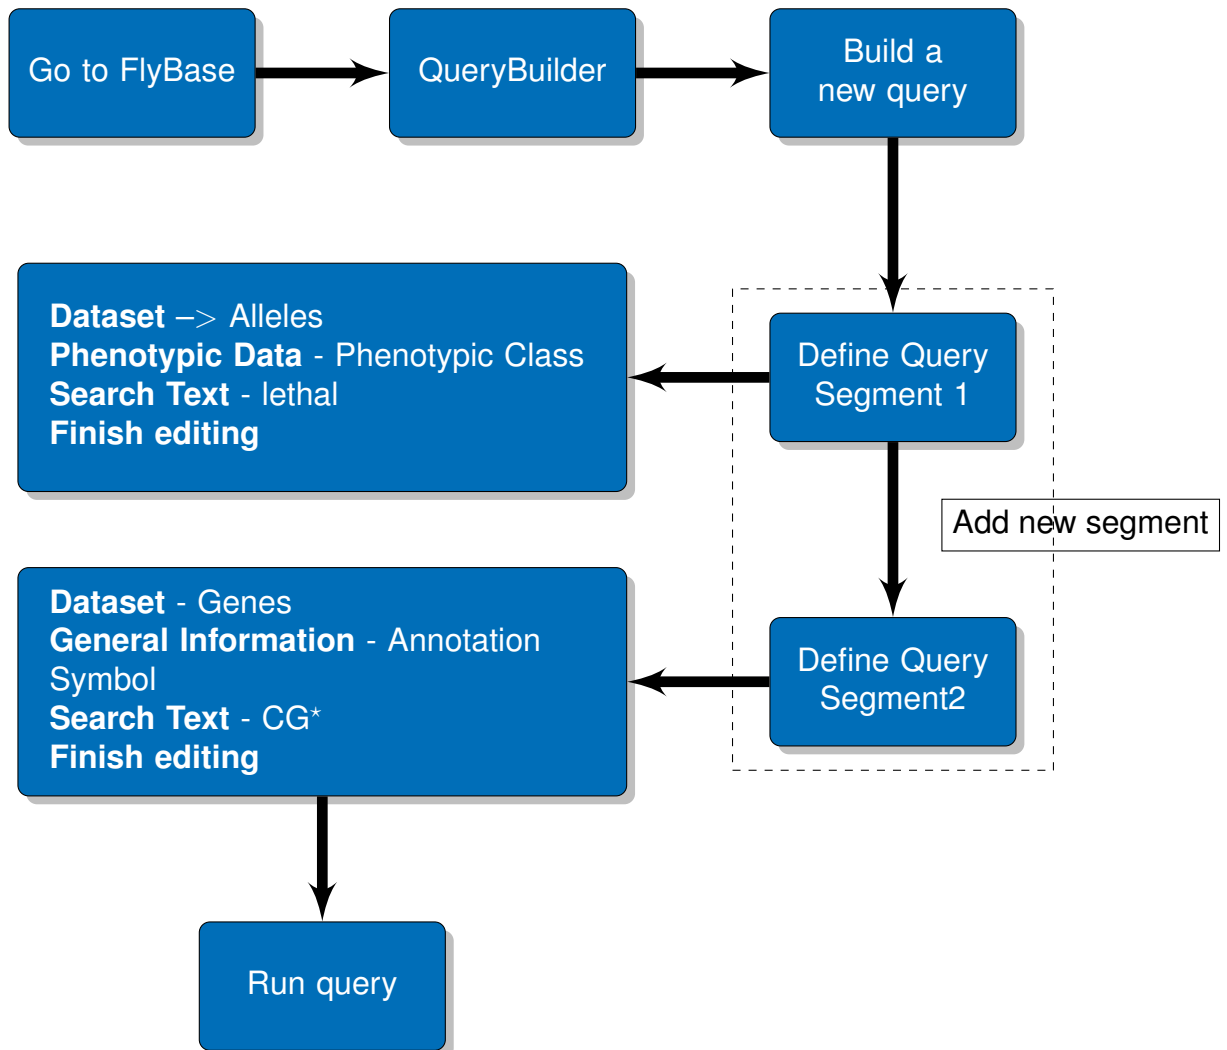 Go to FlyBase
QueryBuilder
Build a
new query
Dataset –> Alleles
Phenotypic Data - Phenotypic Class
Search Text - lethal
Finish editing
Define Query
Segment 1
Add new segment
Dataset - Genes
General Information - Annotation
Symbol
Search Text - CG*
Finish editing
Define Query
Segment2
Run query